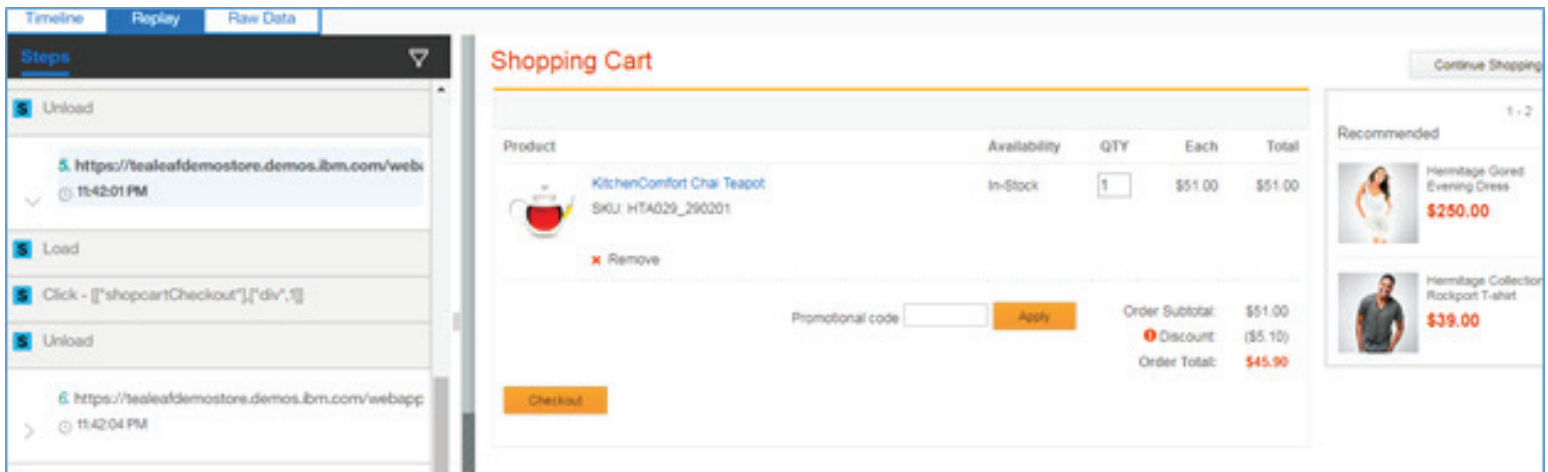 Timeline Replay Raw Data
Steps
S Unload
5. https://tealeafdemostore.demos.ibm.com/weba
11:42:01 PM
S Load
S Click - [["shopcartCheckout"],["div",1]]
S Unload
6. https://tealeafdemostore.demos.ibm.com/webapp
11:42:04 PM
Shopping Cart
Continue Shopping
Product Availability QTY Each Total
KitchenComfort Chai Teapot In-Stock 1 $51.00 $51.00
SKU: HTA029_290201
× Remove
Promotional code Apply
Order Subtotal: $51.00
Discount: ($5.10)
Order Total: $45.90
Checkout
1 - 2
Recommended
Hermitage Gored
Evening Dress
$250.00
Hermitage Collection
Rockport T-shirt
$39.00